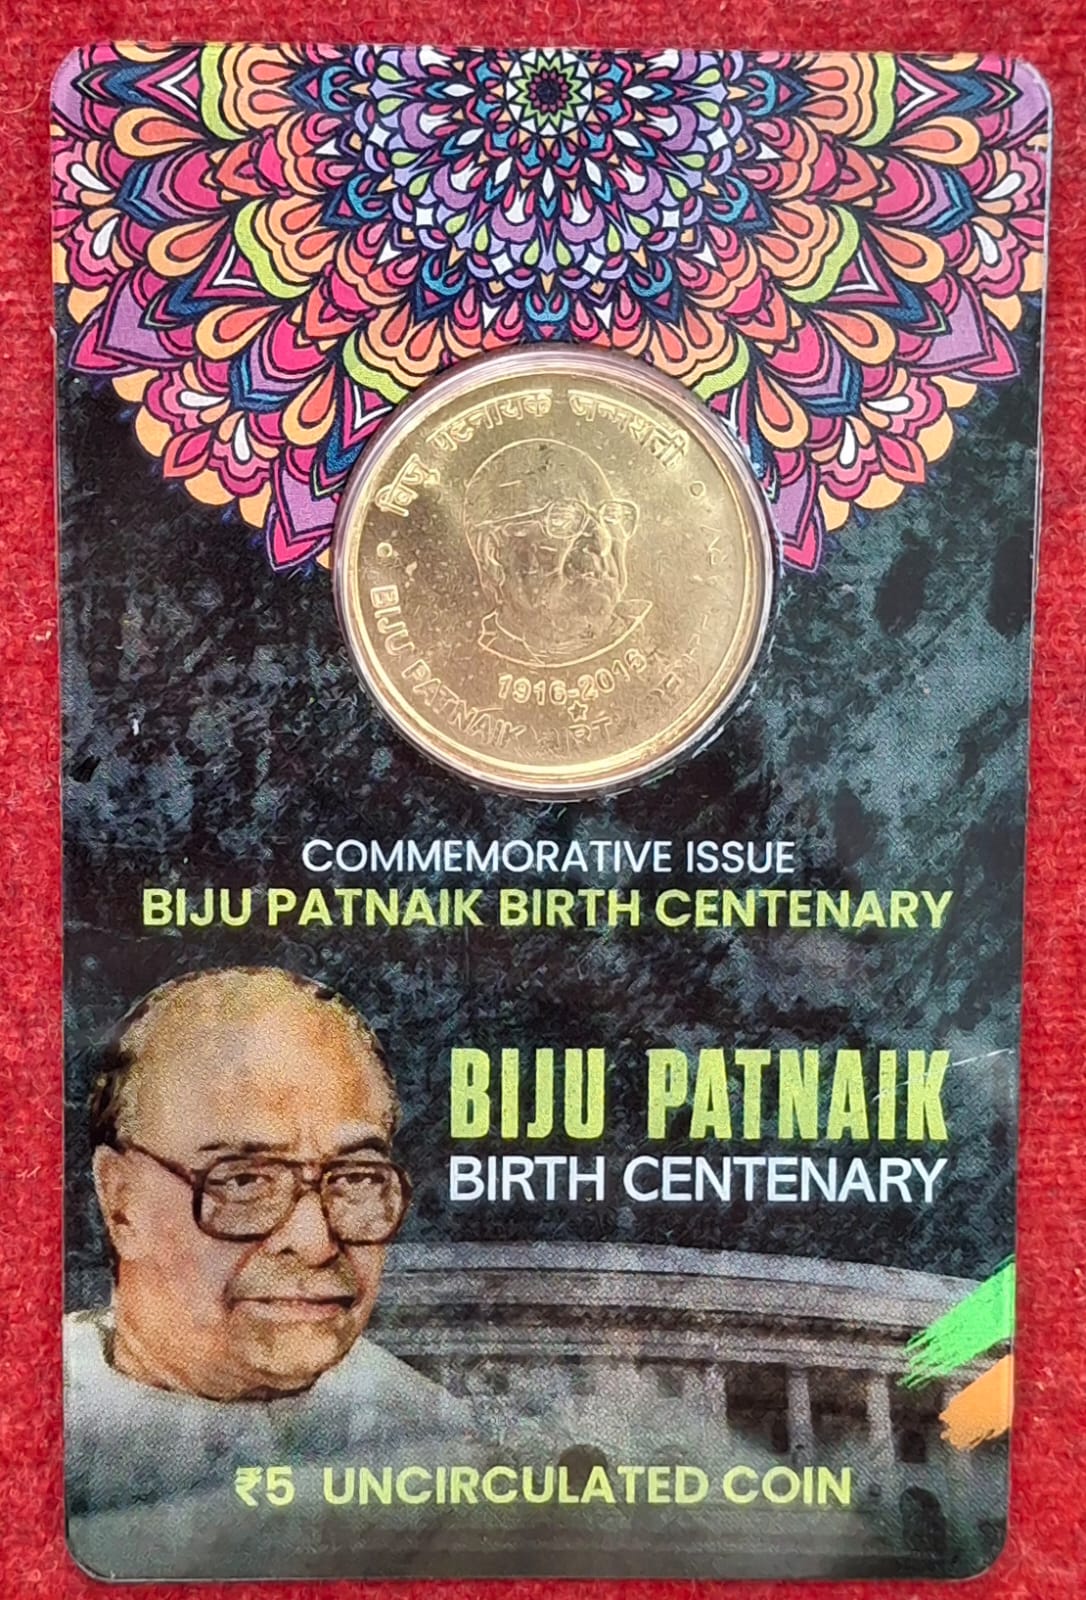 बिजु पटनायक जन्मशती
BIJU PATNAIK BIRTH CENTENARY
1916-2016
COMMEMORATIVE ISSUE
BIJU PATNAIK BIRTH CENTENARY
BIJU PATNAIK
BIRTH CENTENARY
₹5 UNCIRCULATED COIN